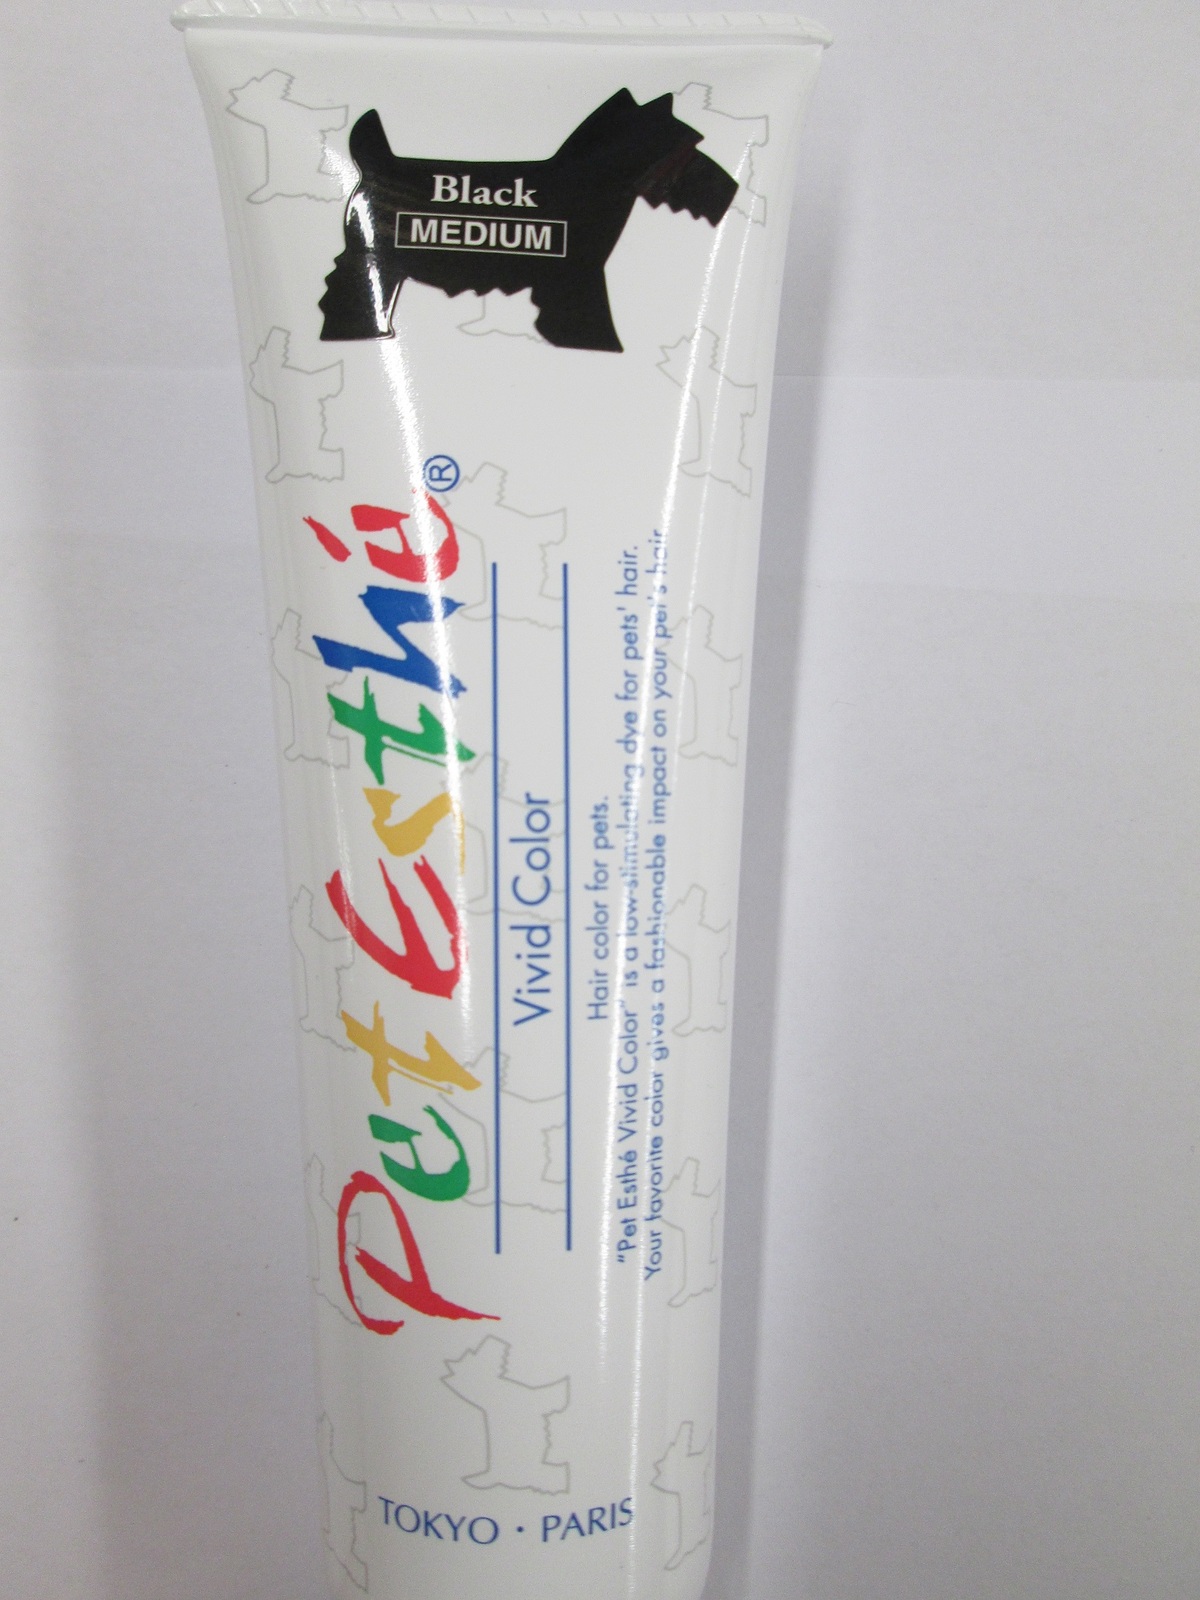 Black
MEDIUM
Pet Esthé®
Vivid Color
Hair color for pets.
"Pet Esthé Vivid Color" is a low-stimulating dye for pets' hair.
Your favorite color gives a fashionable impact on your pet's hair.
TOKYO · PARIS